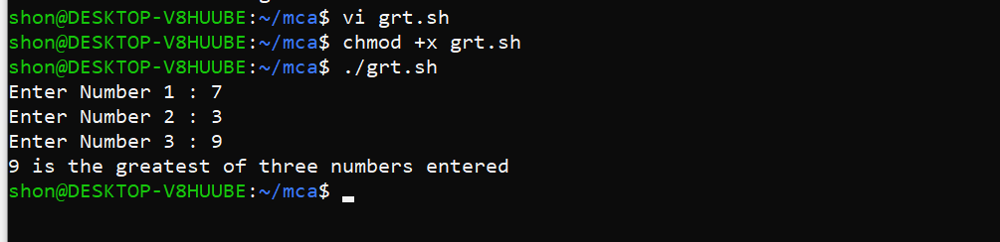 shon@DESKTOP-V8HUUBE:~/mca$ vi grt.sh
shon@DESKTOP-V8HUUBE:~/mca$ chmod +x grt.sh
shon@DESKTOP-V8HUUBE:~/mca$ ./grt.sh
Enter Number 1 : 7
Enter Number 2 : 3
Enter Number 3 : 9
9 is the greatest of three numbers entered
shon@DESKTOP-V8HUUBE:~/mca$